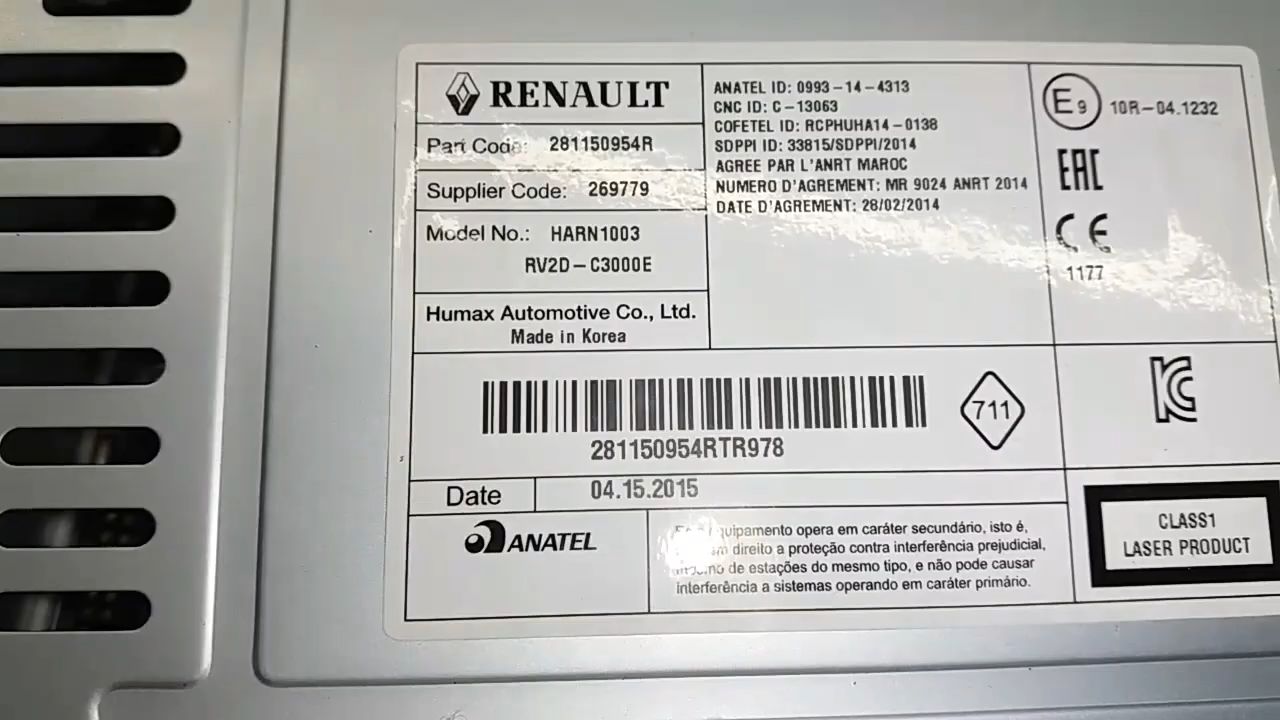 RENAULT
Part Code: 281150954R
Supplier Code: 269779
Model No.: HARN1003
RV2D-C3000E
Humax Automotive Co., Ltd.
Made in Korea
ANATEL ID: 0993-14-4313
CNC ID: C-13063
COFETEL ID: RCPHUHA14-0138
SDPPI ID: 33815/SDPPI/2014
AGREE PAR L'ANRT MAROC
NUMERO D'AGREMENT: MR 9024 ANRT 2014
DATE D'AGREMENT: 28/02/2014
E9 10R-04.1232
EAC
CE
1177
281150954RTR978
711
KC
Date 04.15.2015
ANATEL
opera em caráter secundário, isto é,
direito a proteção contra interferência prejudicial,
de estações do mesmo tipo, e não pode causar
interferência a sistemas operando em caráter primário.
CLASS1
LASER PRODUCT